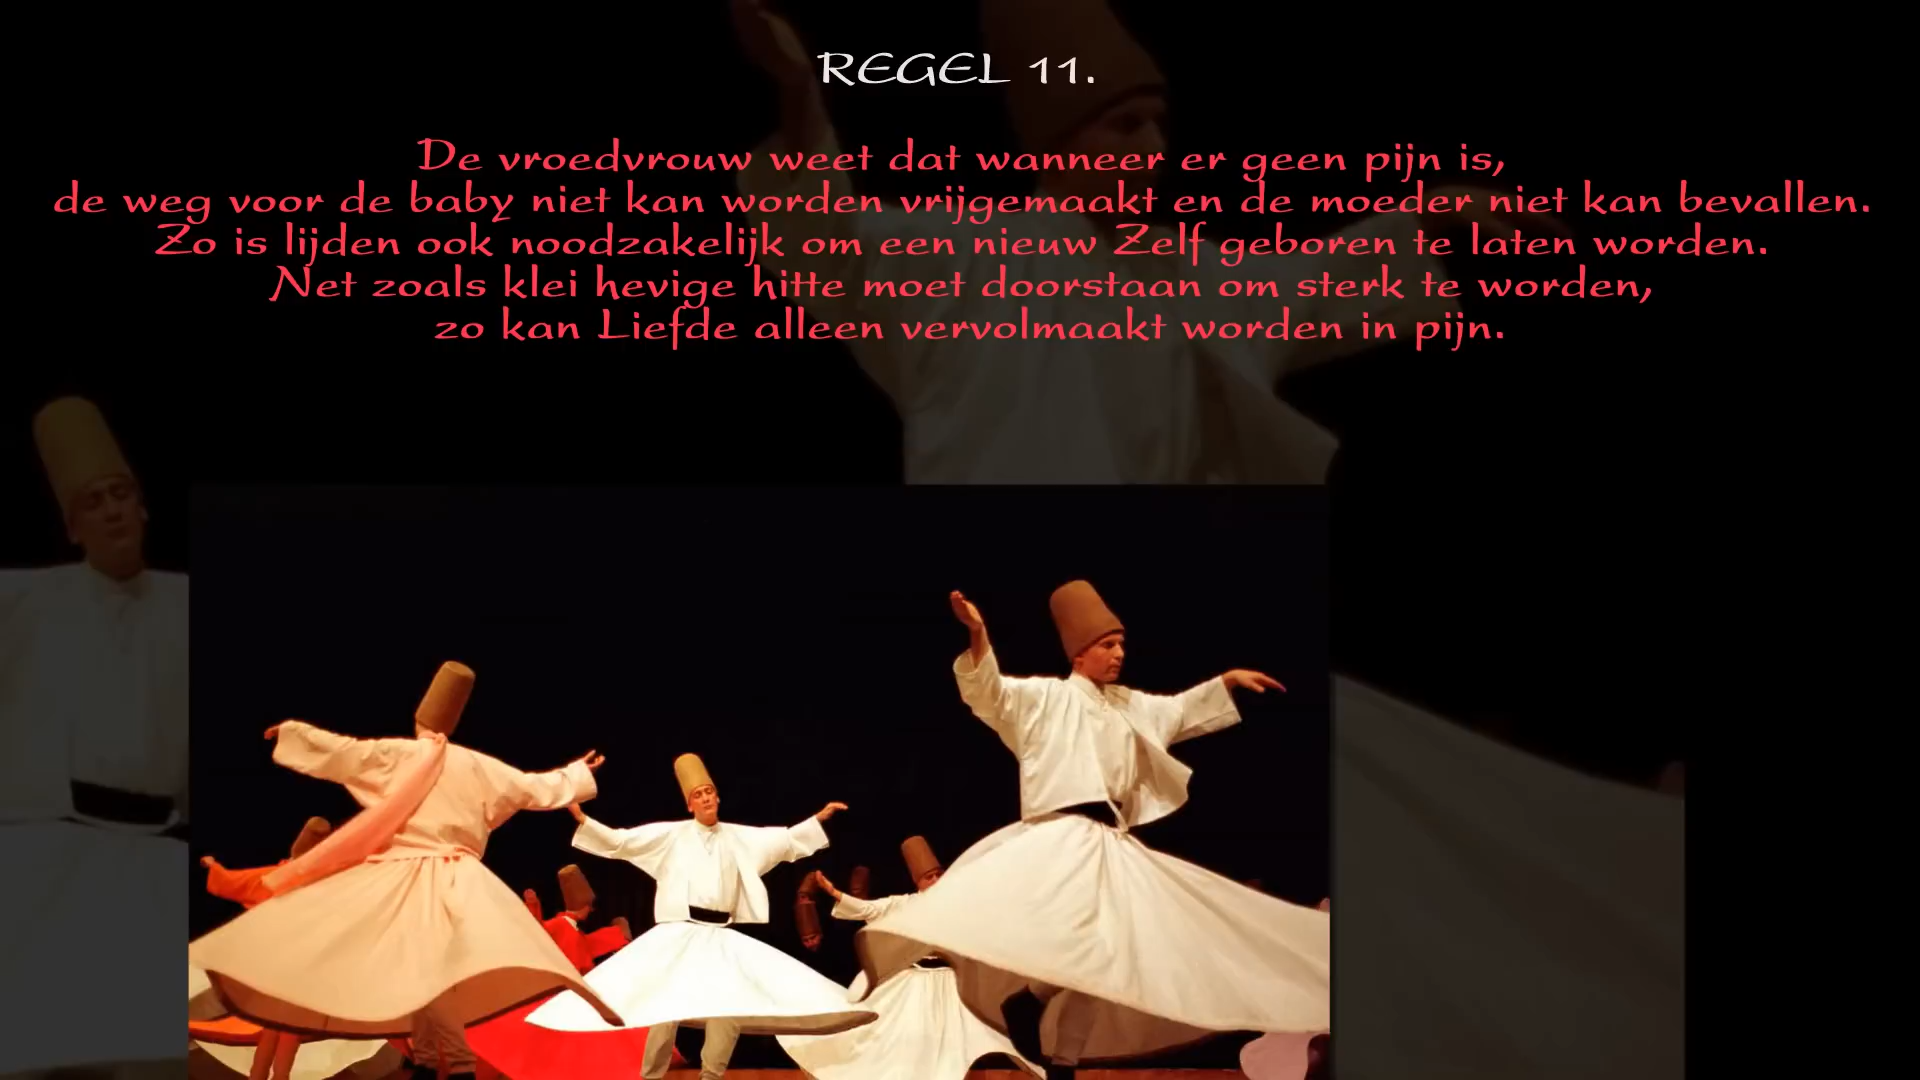 REGEL 11.
De vroedvrouw weet dat wanneer er geen pijn is,
de weg voor de baby niet kan worden vrijgemaakt en de moeder niet kan bevallen.
Zo is lijden ook noodzakelijk om een nieuw Zelf geboren te laten worden.
Net zoals klei hevige hitte moet doorstaan om sterk te worden,
zo kan Liefde alleen vervolmaakt worden in pijn.